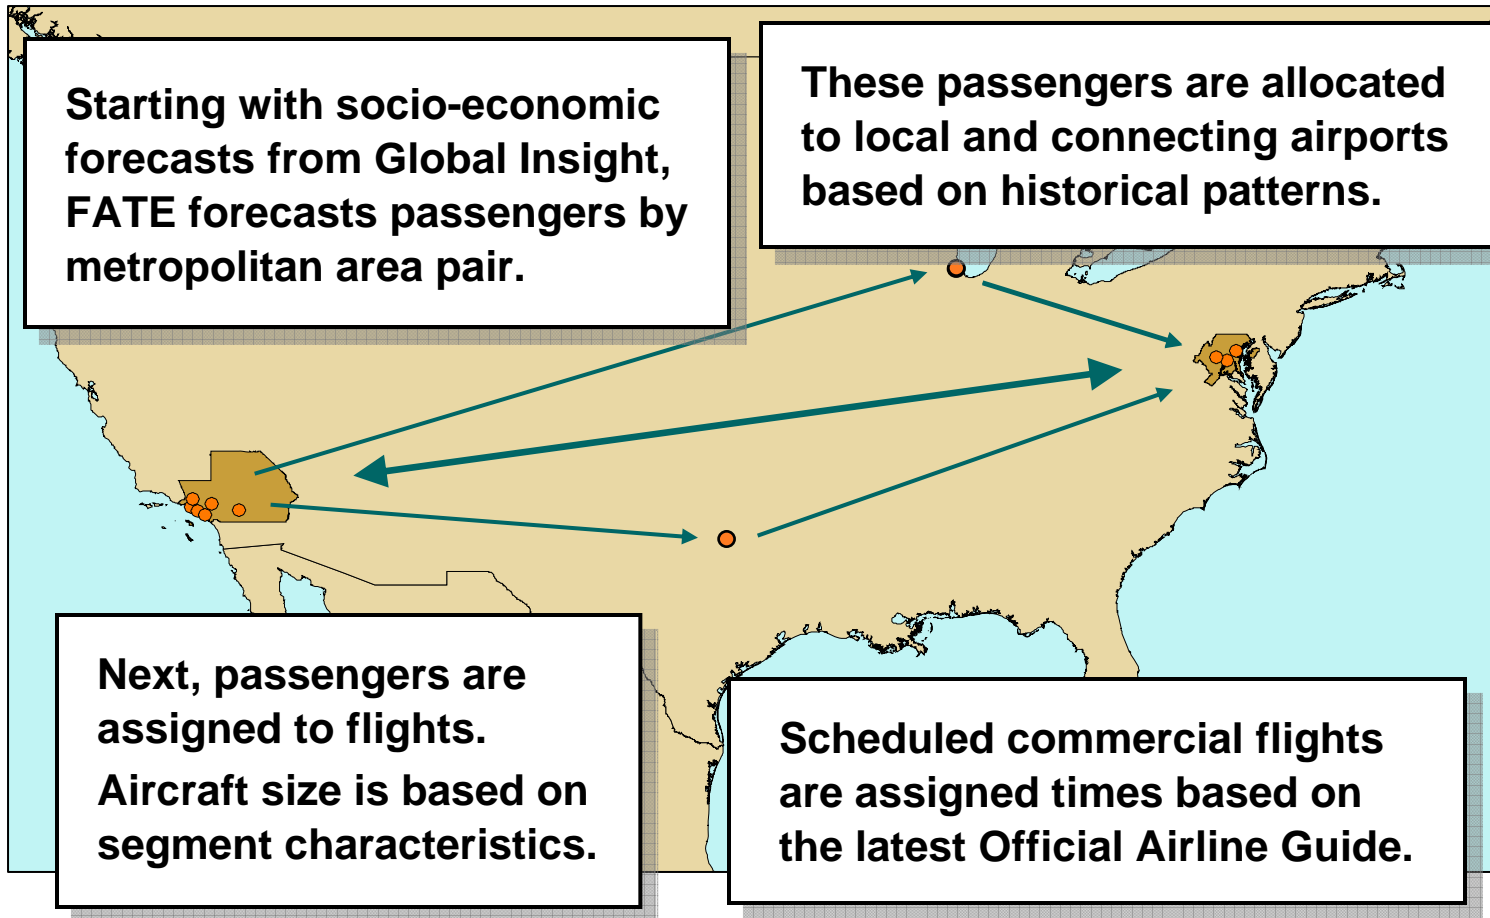 Starting with socio-economic
forecasts from Global Insight,
FATE forecasts passengers by
metropolitan area pair.
These passengers are allocated
to local and connecting airports
based on historical patterns.
Next, passengers are
assigned to flights.
Aircraft size is based on
segment characteristics.
Scheduled commercial flights
are assigned times based on
the latest Official Airline Guide.